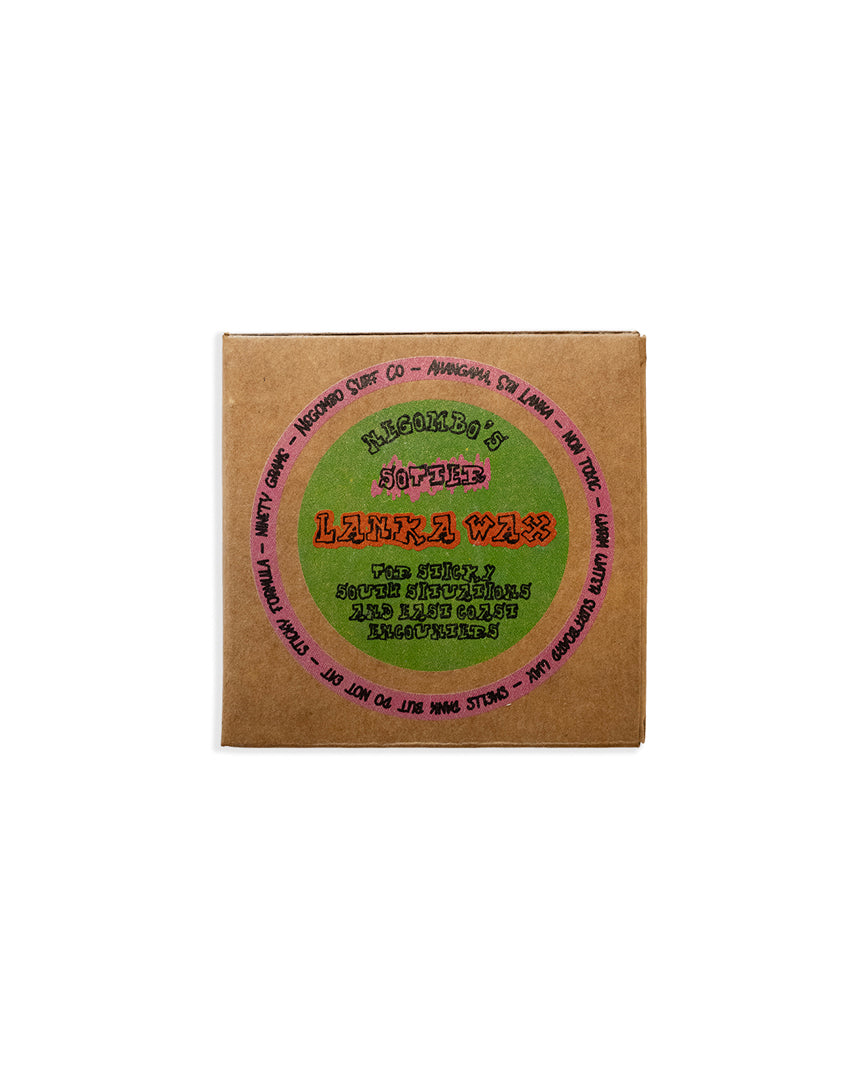 NEGOMBO'S
SOFTER
LANKA WAX
FOR STICKY
SOUTH SITUATIONS
AND EAST COAST
ENCOUNTERS
NEGOMBO SURF CO – AHANGAMA, SRI LANKA – NON TOXIC – WARM WATER SURFBOARD WAX – SMELLS DANK BUT DO NOT EAT – STICKY FORMULA – NINETY GRAMS –